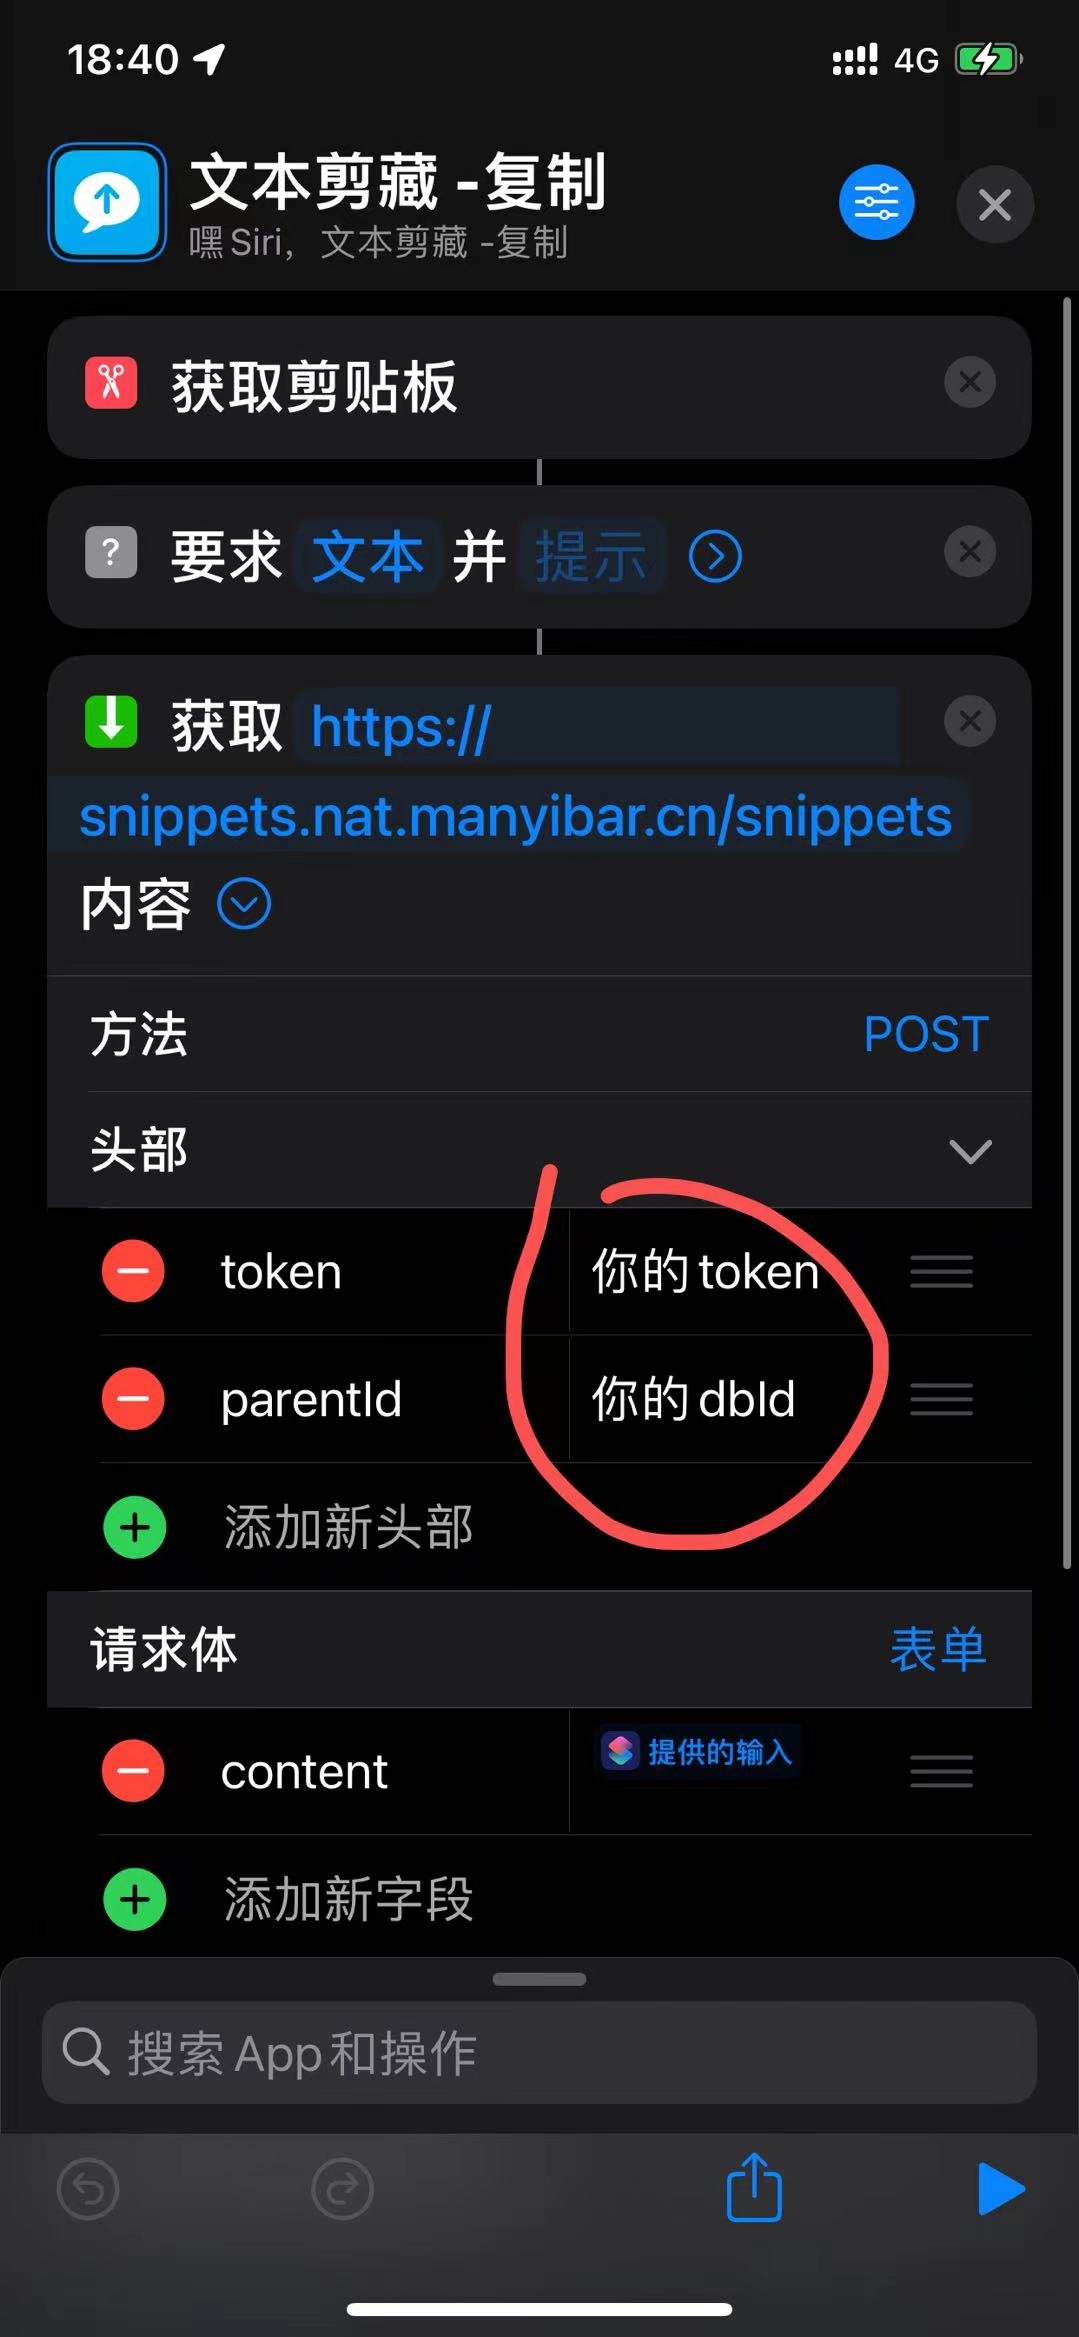 18:40
4G
文本剪藏 -复制
嘿 Siri， 文本剪藏 -复制
获取剪贴板
? 要求 文本 并 提示
获取 https://
snippets.nat.manyibar.cn/snippets
内容
方法 POST
头部
token 你的 token
parentId 你的 dbId
添加新头部
请求体 表单
content 提供的输入
添加新字段
搜索 App 和操作